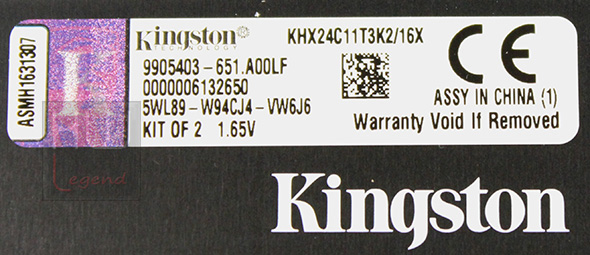 ASMH1631307
Kingston
TECHNOLOGY
KHX24C11T3K2/16X
9905403-651.A00LF
0000006132650
5WL89-W94CJ4-VW6J6
KIT OF 2 1.65V
CE
ASSY IN CHINA (1)
Warranty Void If Removed
Legend
Kingston